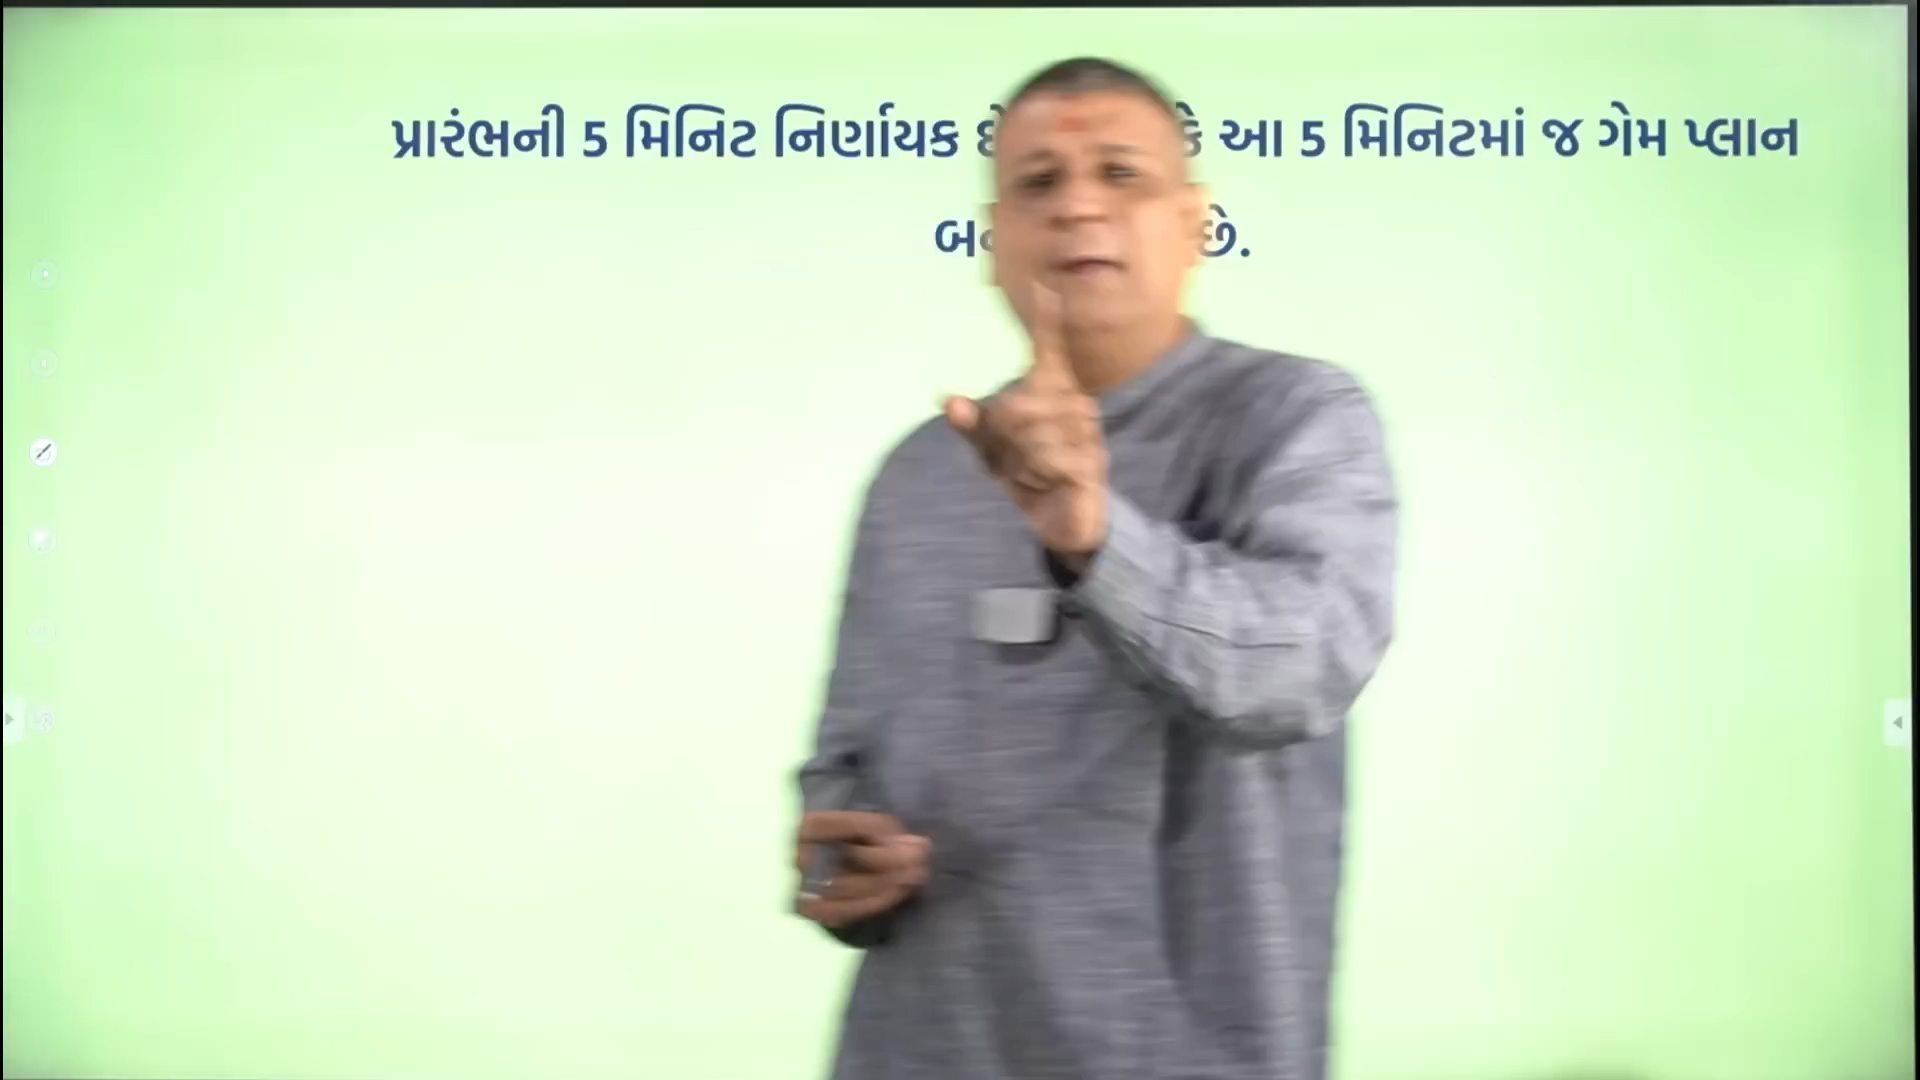 પ્રારંભની 5 મિનિટ નિર્ણાયક આ 5 મિનિટમાં જ ગેમ પ્લાન
છે.